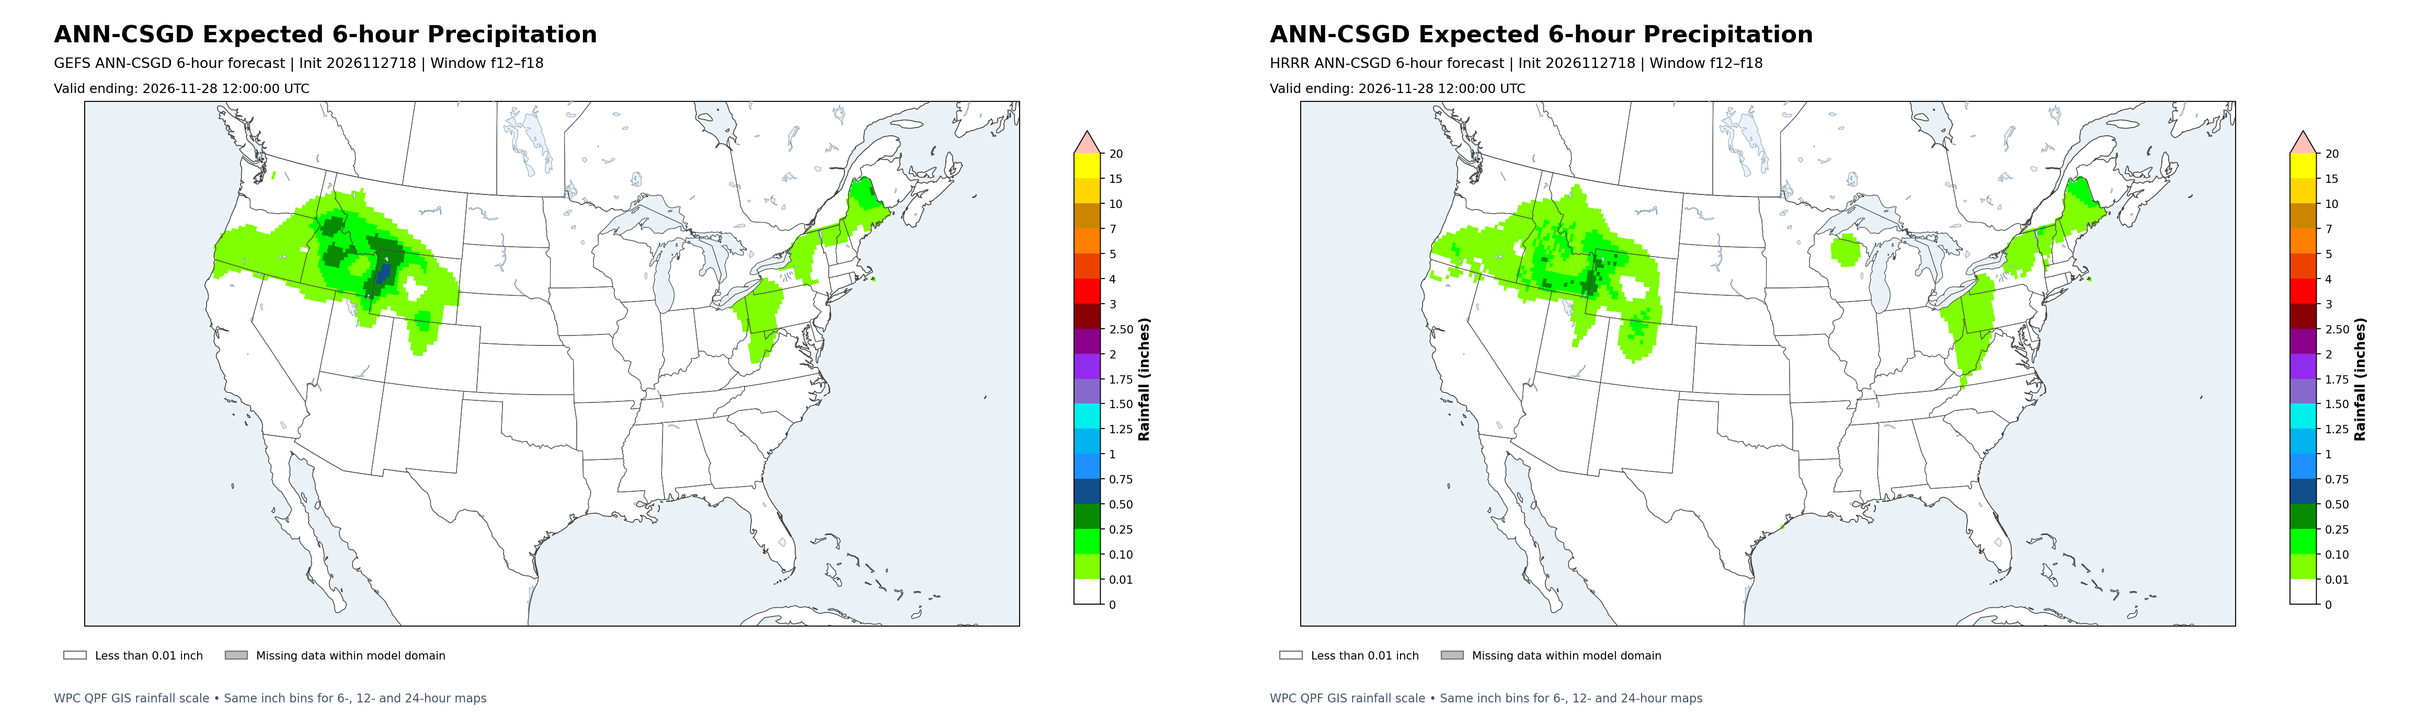 ANN-CSGD Expected 6-hour Precipitation
GEFS ANN-CSGD 6-hour forecast | Init 2026112718 | Window f12–f18
Valid ending: 2026-11-28 12:00:00 UTC
20
15
10
7
5
4
3
2.50
2
1.75
1.50
1.25
1
0.75
0.50
0.25
0.10
0.01
0
Rainfall (inches)
Less than 0.01 inch
Missing data within model domain
WPC QPF GIS rainfall scale • Same inch bins for 6-, 12- and 24-hour maps
ANN-CSGD Expected 6-hour Precipitation
HRRR ANN-CSGD 6-hour forecast | Init 2026112718 | Window f12–f18
Valid ending: 2026-11-28 12:00:00 UTC
20
15
10
7
5
4
3
2.50
2
1.75
1.50
1.25
1
0.75
0.50
0.25
0.10
0.01
0
Rainfall (inches)
Less than 0.01 inch
Missing data within model domain
WPC QPF GIS rainfall scale • Same inch bins for 6-, 12- and 24-hour maps